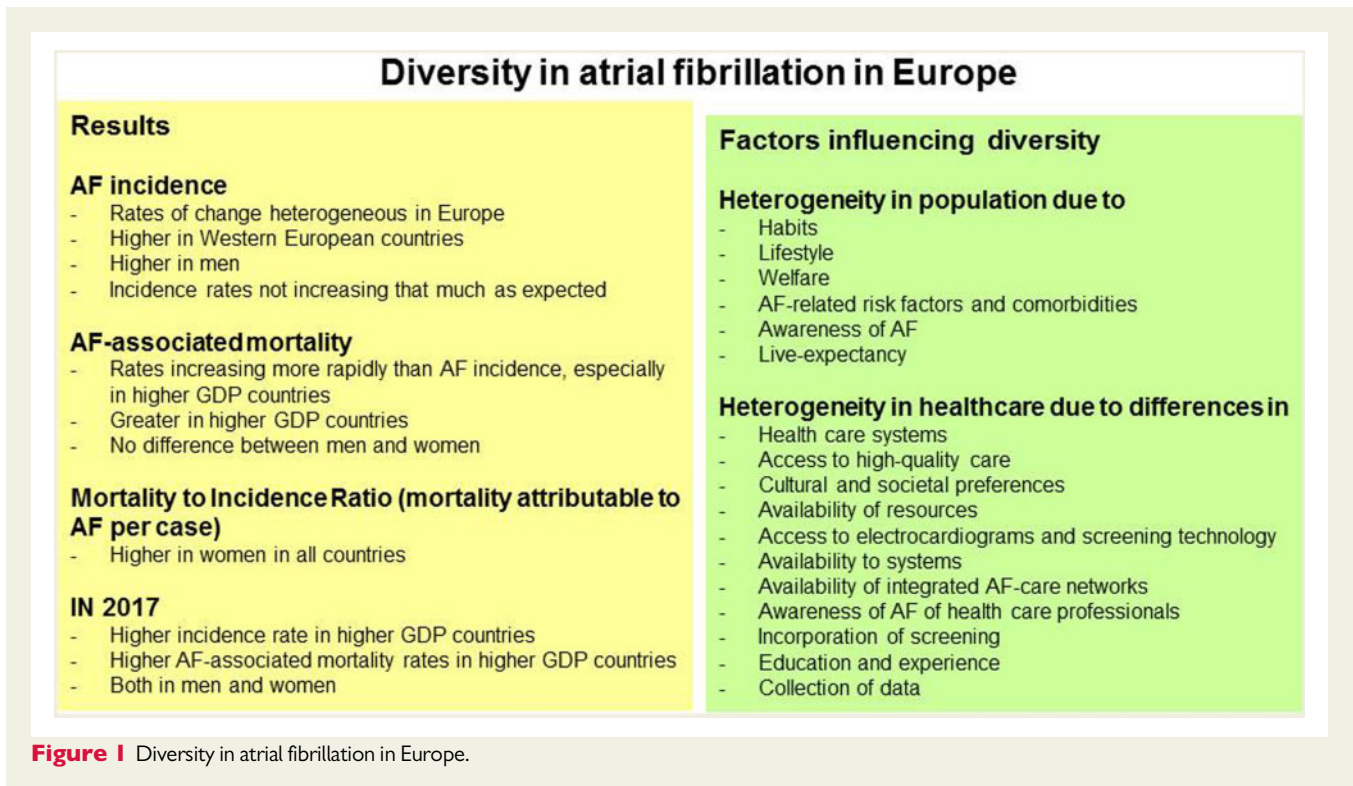 Diversity in atrial fibrillation in Europe
Results
AF incidence
- Rates of change heterogeneous in Europe
- Higher in Western European countries
- Higher in men
- Incidence rates not increasing that much as expected
AF-associated mortality
- Rates increasing more rapidly than AF incidence, especially
in higher GDP countries
- Greater in higher GDP countries
- No difference between men and women
Mortality to Incidence Ratio (mortality attributable to
AF per case)
- Higher in women in all countries
IN 2017
- Higher incidence rate in higher GDP countries
- Higher AF-associated mortality rates in higher GDP countries
- Both in men and women
Factors influencing diversity
Heterogeneity in population due to
- Habits
- Lifestyle
- Welfare
- AF-related risk factors and comorbidities
- Awareness of AF
- Live-expectancy
Heterogeneity in healthcare due to differences in
- Health care systems
- Access to high-quality care
- Cultural and societal preferences
- Availability of resources
- Access to electrocardiograms and screening technology
- Availability to systems
- Availability of integrated AF-care networks
- Awareness of AF of health care professionals
- Incorporation of screening
- Education and experience
- Collection of data
Figure 1 Diversity in atrial fibrillation in Europe.